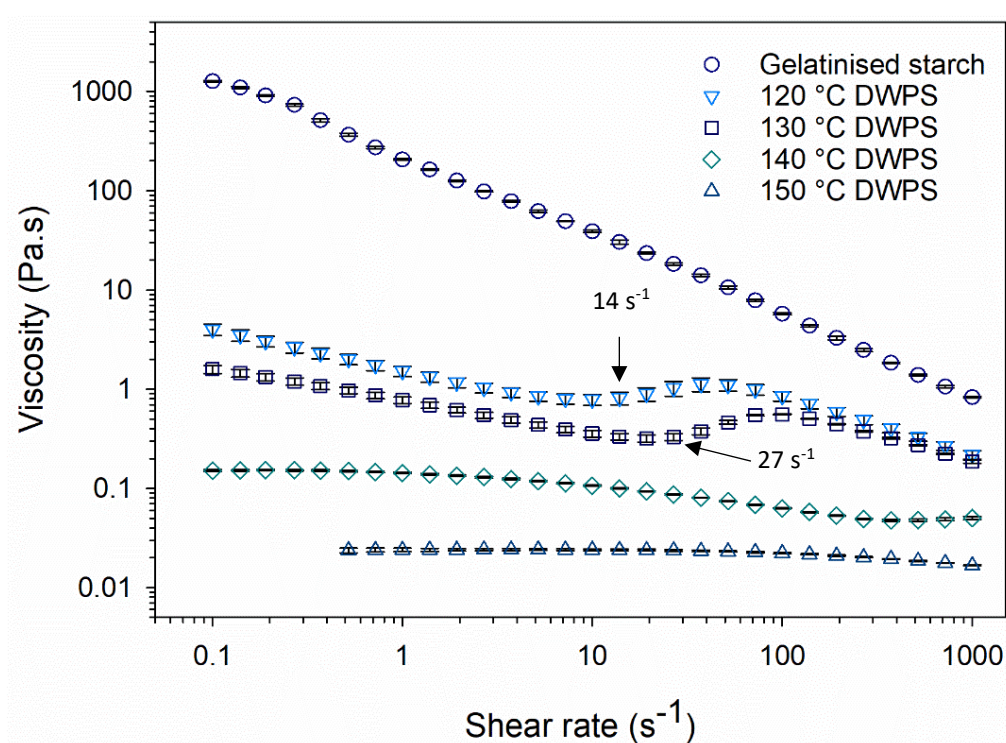 Gelatinised starch
120 °C DWPS
130 °C DWPS
140 °C DWPS
150 °C DWPS
1000
100
10
1
0.1
0.01
Viscosity (Pa.s)
14 s⁻¹
27 s⁻¹
0.1
1
10
100
1000
Shear rate (s⁻¹)